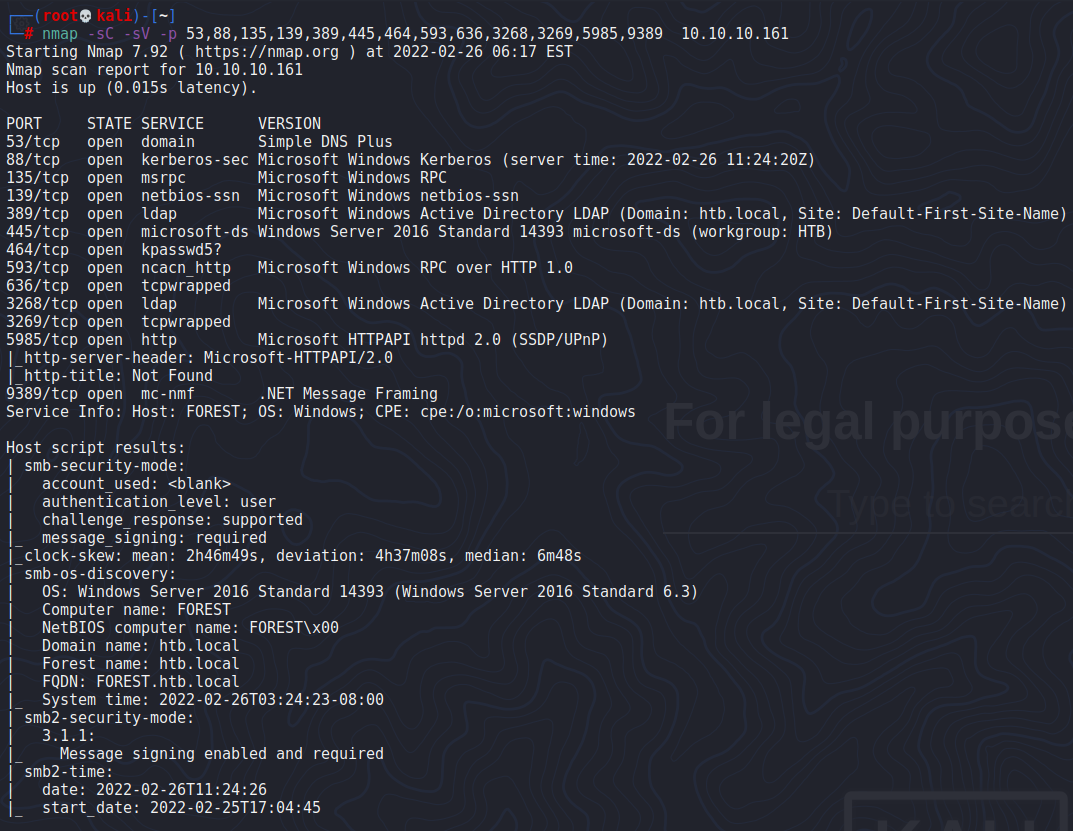 ┌──(root💀kali)-[~]
└─# nmap -sC -sV -p 53,88,135,139,389,445,464,593,636,3268,3269,5985,9389  10.10.10.161
Starting Nmap 7.92 ( https://nmap.org ) at 2022-02-26 06:17 EST
Nmap scan report for 10.10.10.161
Host is up (0.015s latency).

PORT     STATE SERVICE      VERSION
53/tcp   open  domain       Simple DNS Plus
88/tcp   open  kerberos-sec Microsoft Windows Kerberos (server time: 2022-02-26 11:24:20Z)
135/tcp  open  msrpc        Microsoft Windows RPC
139/tcp  open  netbios-ssn  Microsoft Windows netbios-ssn
389/tcp  open  ldap         Microsoft Windows Active Directory LDAP (Domain: htb.local, Site: Default-First-Site-Name)
445/tcp  open  microsoft-ds Windows Server 2016 Standard 14393 microsoft-ds (workgroup: HTB)
464/tcp  open  kpasswd5?
593/tcp  open  ncacn_http   Microsoft Windows RPC over HTTP 1.0
636/tcp  open  tcpwrapped
3268/tcp open  ldap         Microsoft Windows Active Directory LDAP (Domain: htb.local, Site: Default-First-Site-Name)
3269/tcp open  tcpwrapped
5985/tcp open  http         Microsoft HTTPAPI httpd 2.0 (SSDP/UPnP)
|_http-server-header: Microsoft-HTTPAPI/2.0
|_http-title: Not Found
9389/tcp open  mc-nmf       .NET Message Framing
Service Info: Host: FOREST; OS: Windows; CPE: cpe:/o:microsoft:windows
For legal purpose

Host script results:
| smb-security-mode:
|   account_used: <blank>
|   authentication_level: user
|   challenge_response: supported
Type to search
|_  message_signing: required
|_clock-skew: mean: 2h46m49s, deviation: 4h37m08s, median: 6m48s
| smb-os-discovery:
|   OS: Windows Server 2016 Standard 14393 (Windows Server 2016 Standard 6.3)
|   Computer name: FOREST
|   NetBIOS computer name: FOREST\x00
|   Domain name: htb.local
|   Forest name: htb.local
|   FQDN: FOREST.htb.local
|_  System time: 2022-02-26T03:24:23-08:00
| smb2-security-mode:
|   3.1.1:
|_    Message signing enabled and required
| smb2-time:
|   date: 2022-02-26T11:24:26
|_  start_date: 2022-02-25T17:04:45